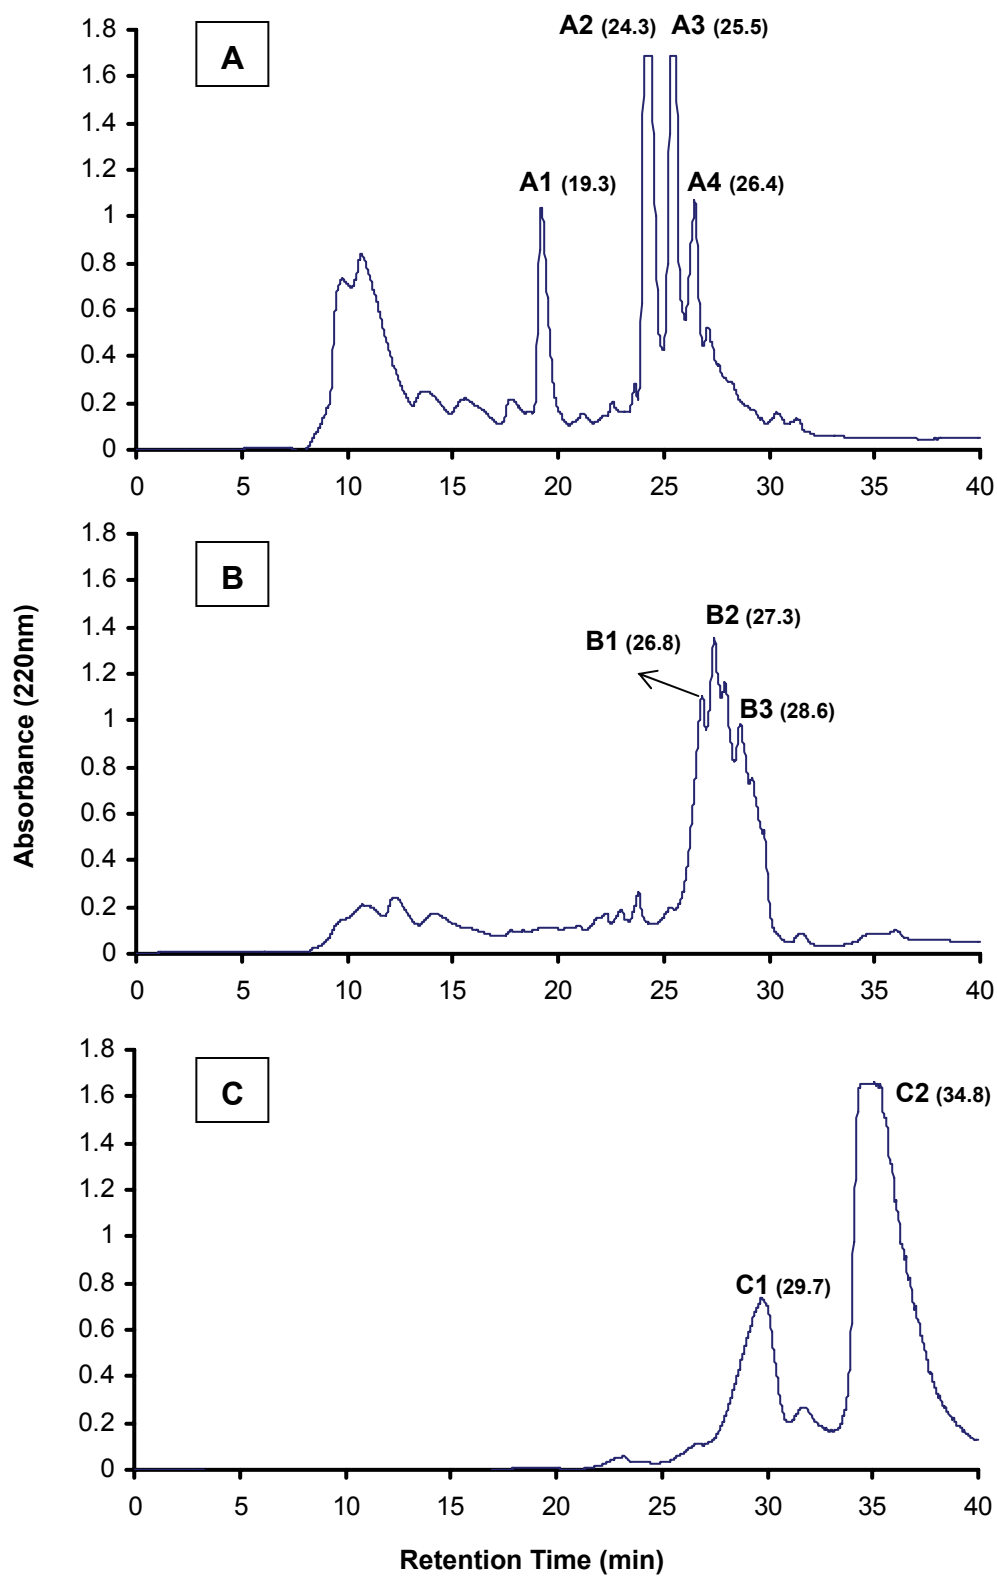 A2 (24.3) A3 (25.5)
1.8
A
1.6
1.4
1.2
A1 (19.3)
A4 (26.4)
1
0.8
0.6
0.4
0.2
0
0 5 10 15 20 25 30 35 40
1.8
B
1.6
B2 (27.3)
1.4
B1 (26.8)
1.2
B3 (28.6)
1
0.8
0.6
0.4
0.2
0
0 5 10 15 20 25 30 35 40
Absorbance (220nm)
1.8
C
C2 (34.8)
1.6
1.4
1.2
1
C1 (29.7)
0.8
0.6
0.4
0.2
0
0 5 10 15 20 25 30 35 40
Retention Time (min)